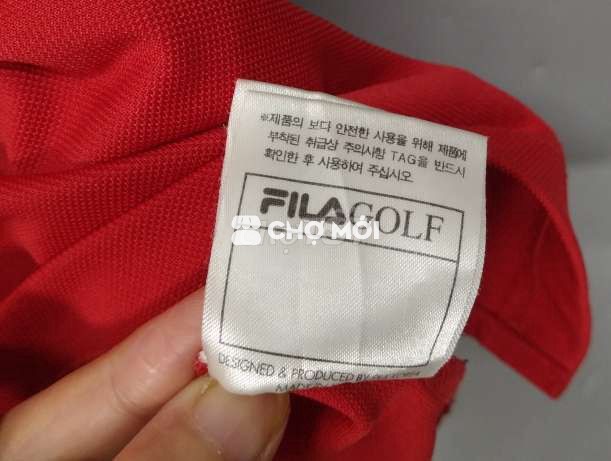 ※제품의 보다 안전한 사용을 위해 제품에
부착된 취급상 주의사항 TAG을 반드시
확인한 후 사용하여 주십시오.
FILA GOLF
CHỢ MỚI
DESIGNED & PRODUCED BY
MADE